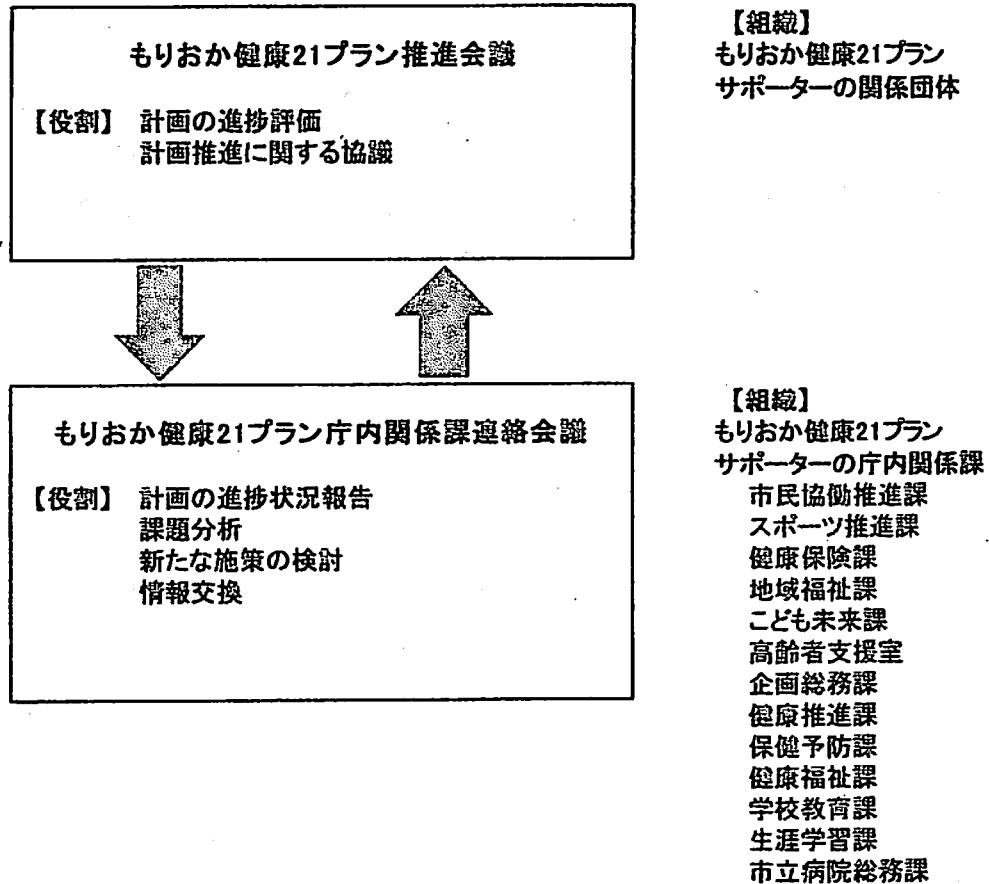 もりおか健康21プラン推進会議
【役割】 計画の進捗評価
計画推進に関する協議
【組織】
もりおか健康21プラン
サポーターの関係団体
もりおか健康21プラン庁内関係課連絡会議
【役割】 計画の進捗状況報告
課題分析
新たな施策の検討
情報交換
【組織】
もりおか健康21プラン
サポーターの庁内関係課
市民協働推進課
スポーツ推進課
健康保険課
地域福祉課
こども未来課
高齢者支援室
企画総務課
健康推進課
保健予防課
健康福祉課
学校教育課
生涯学習課
市立病院総務課